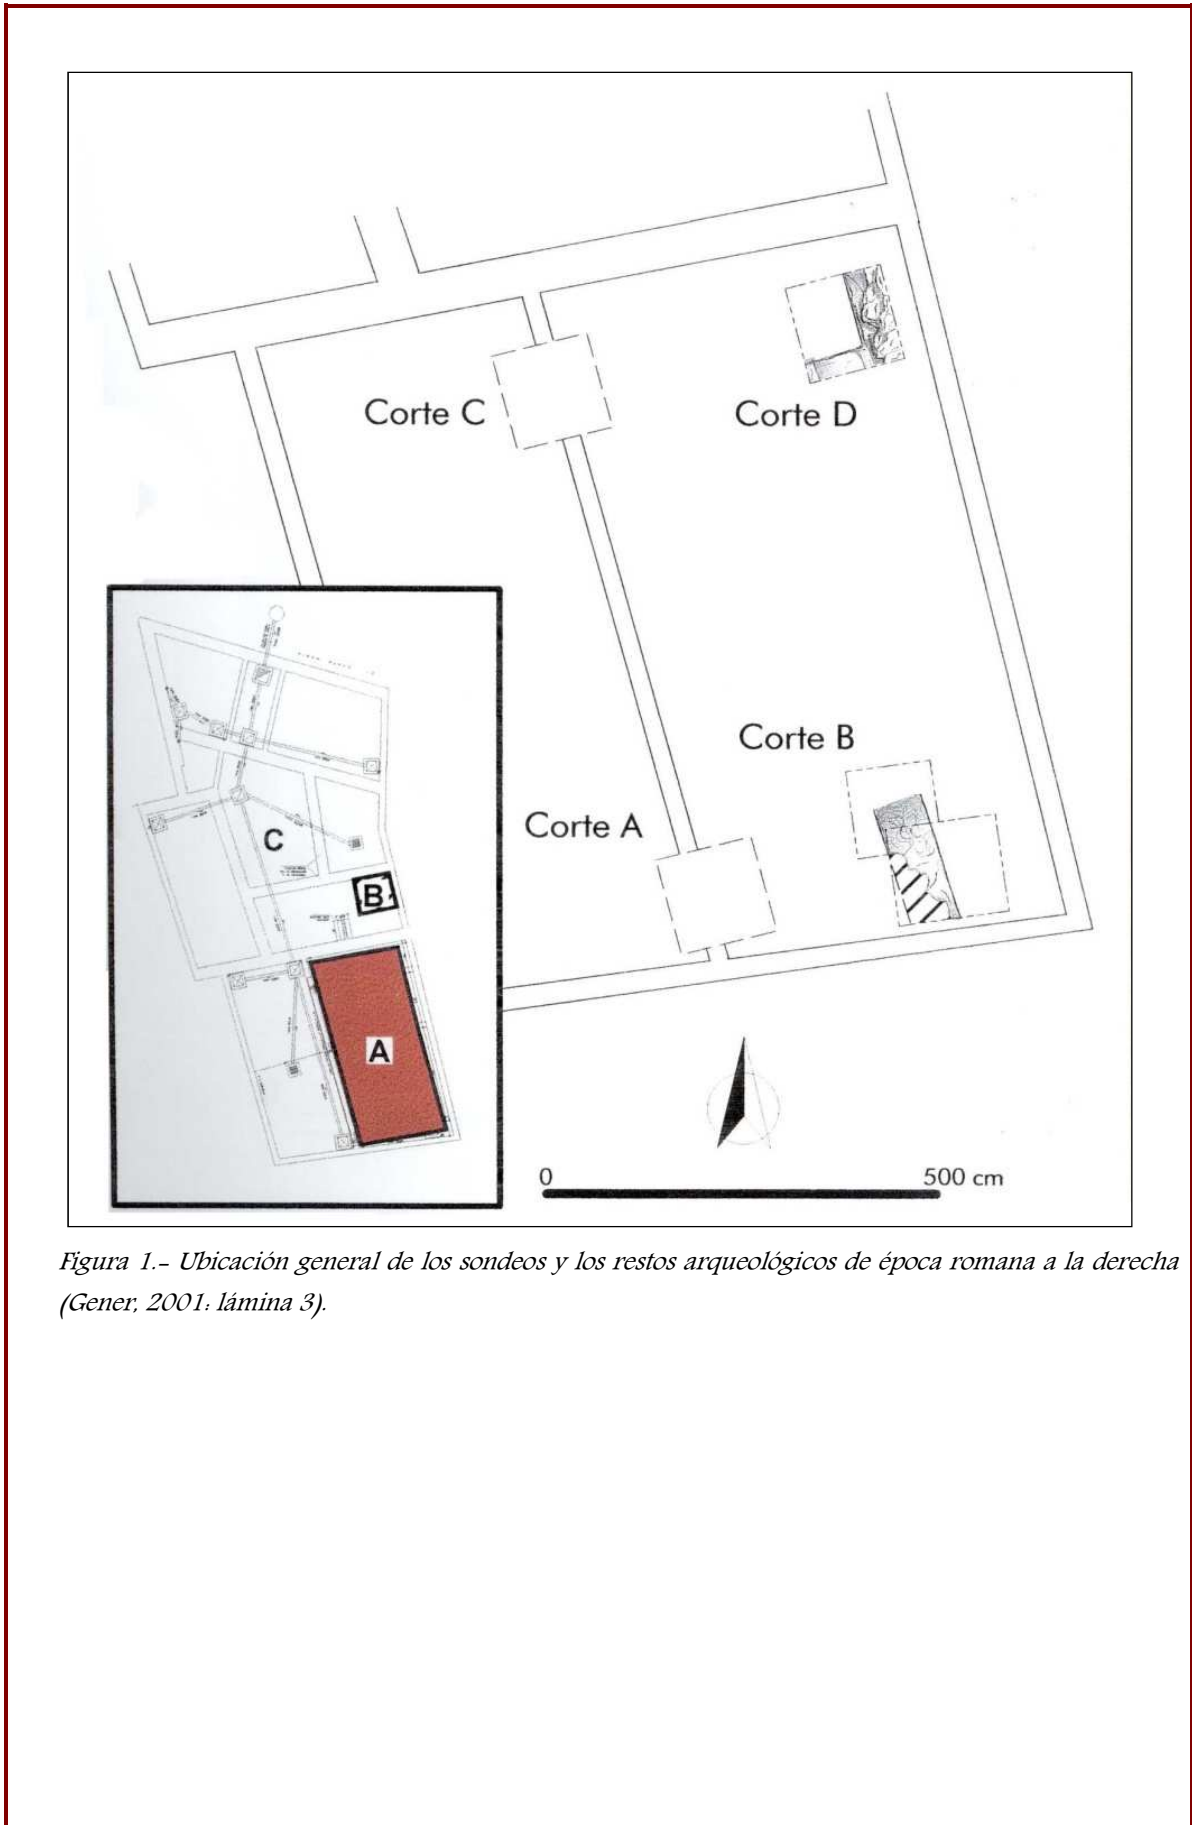 Corte C
Corte D
Corte B
Corte A
C
B
A
0
500 cm
Figura 1.- Ubicación general de los sondeos y los restos arqueológicos de época romana a la derecha
(Gener, 2001: lámina 3).